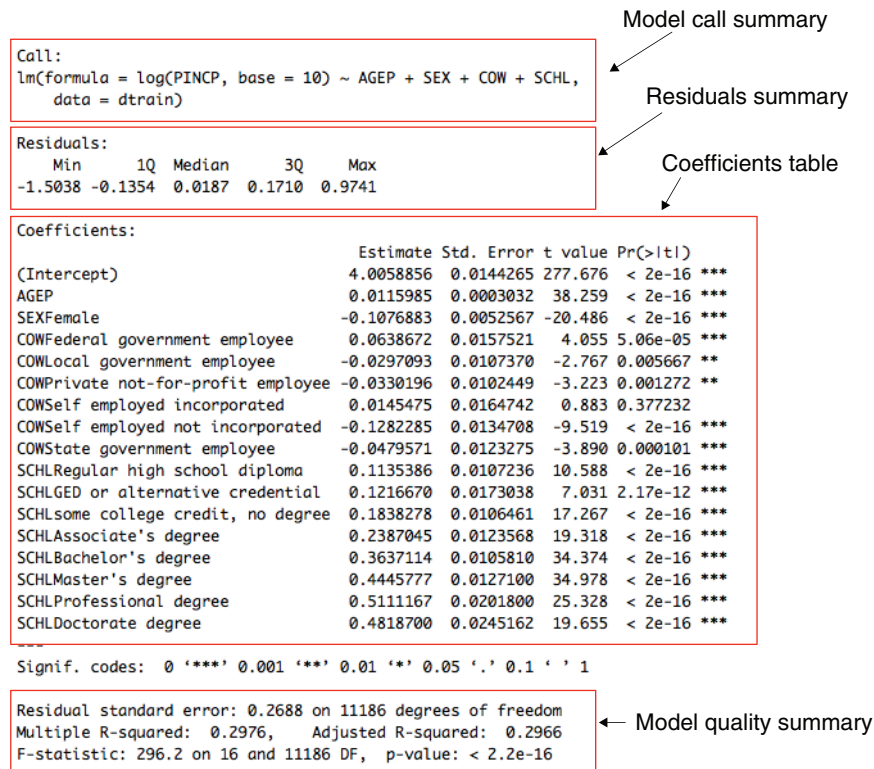 Model call summary
Call:
lm(formula = log(PINCP, base = 10) ~ AGEP + SEX + COW + SCHL,
    data = dtrain)
Residuals summary
Residuals:
    Min      1Q  Median      3Q     Max
-1.5038 -0.1354  0.0187  0.1710  0.9741
Coefficients table
Coefficients:
                                    Estimate Std. Error t value Pr(>|t|)
(Intercept)                        4.0058856  0.0144265 277.676  < 2e-16 ***
AGEP                               0.0115985  0.0003032  38.259  < 2e-16 ***
SEXFemale                         -0.1076883  0.0052567 -20.486  < 2e-16 ***
COWFederal government employee     0.0638672  0.0157521   4.055 5.06e-05 ***
COWLocal government employee      -0.0297093  0.0107370  -2.767 0.005667 **
COWPrivate not-for-profit employee -0.0330196  0.0102449  -3.223 0.001272 **
COWSelf employed incorporated      0.0145475  0.0164742   0.883 0.377232
COWSelf employed not incorporated -0.1282285  0.0134708  -9.519  < 2e-16 ***
COWState government employee      -0.0479571  0.0123275  -3.890 0.000101 ***
SCHLRegular high school diploma    0.1135386  0.0107236  10.588  < 2e-16 ***
SCHLGED or alternative credential  0.1216670  0.0173038   7.031 2.17e-12 ***
SCHLsome college credit, no degree 0.1838278  0.0106461  17.267  < 2e-16 ***
SCHLAssociate's degree             0.2387045  0.0123568  19.318  < 2e-16 ***
SCHLBachelor's degree              0.3637114  0.0105810  34.374  < 2e-16 ***
SCHLMaster's degree                0.4445777  0.0127100  34.978  < 2e-16 ***
SCHLProfessional degree            0.5111167  0.0201800  25.328  < 2e-16 ***
SCHLDoctorate degree               0.4818700  0.0245162  19.655  < 2e-16 ***
---
Signif. codes:  0 ‘***’ 0.001 ‘**’ 0.01 ‘*’ 0.05 ‘.’ 0.1 ‘ ’ 1
Residual standard error: 0.2688 on 11186 degrees of freedom
Multiple R-squared:  0.2976,    Adjusted R-squared:  0.2966
F-statistic: 296.2 on 16 and 11186 DF,  p-value: < 2.2e-16
Model quality summary